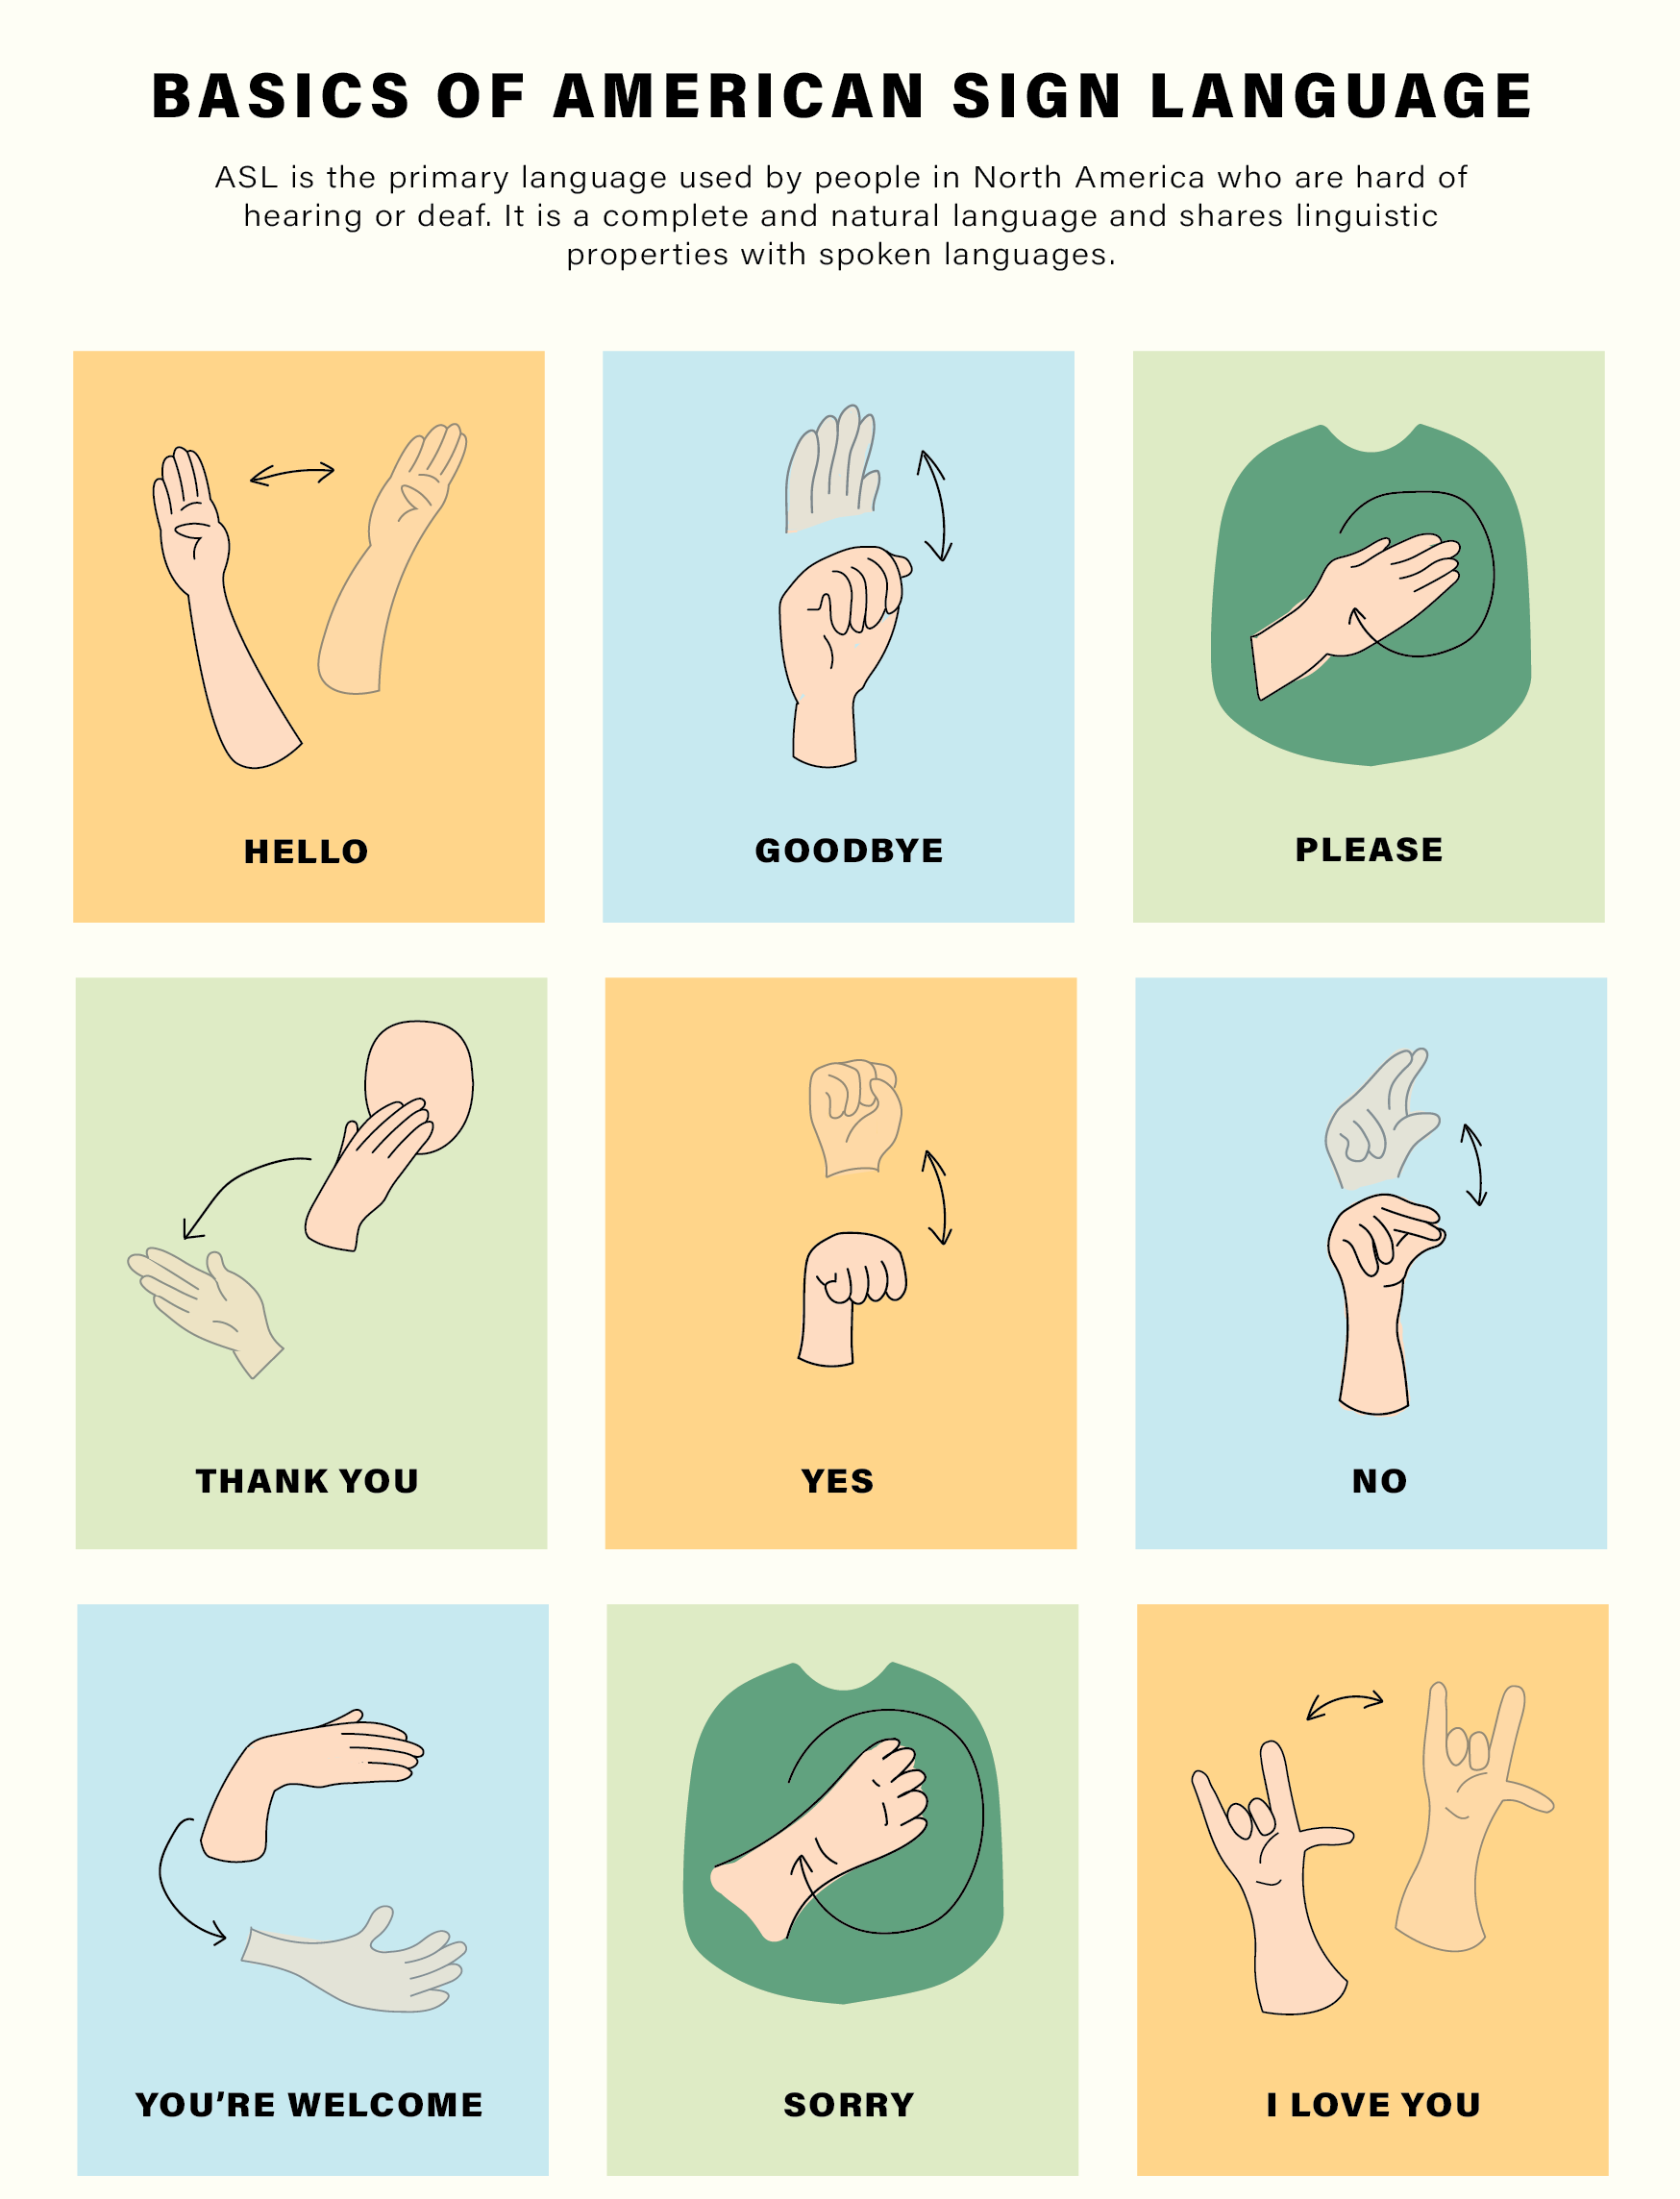 BASICS OF AMERICAN SIGN LANGUAGE
ASL is the primary language used by people in North America who are hard of
hearing or deaf. It is a complete and natural language and shares linguistic
properties with spoken languages.
HELLO
GOODBYE
PLEASE
THANK YOU
YES
NO
YOU’RE WELCOME
SORRY
I LOVE YOU